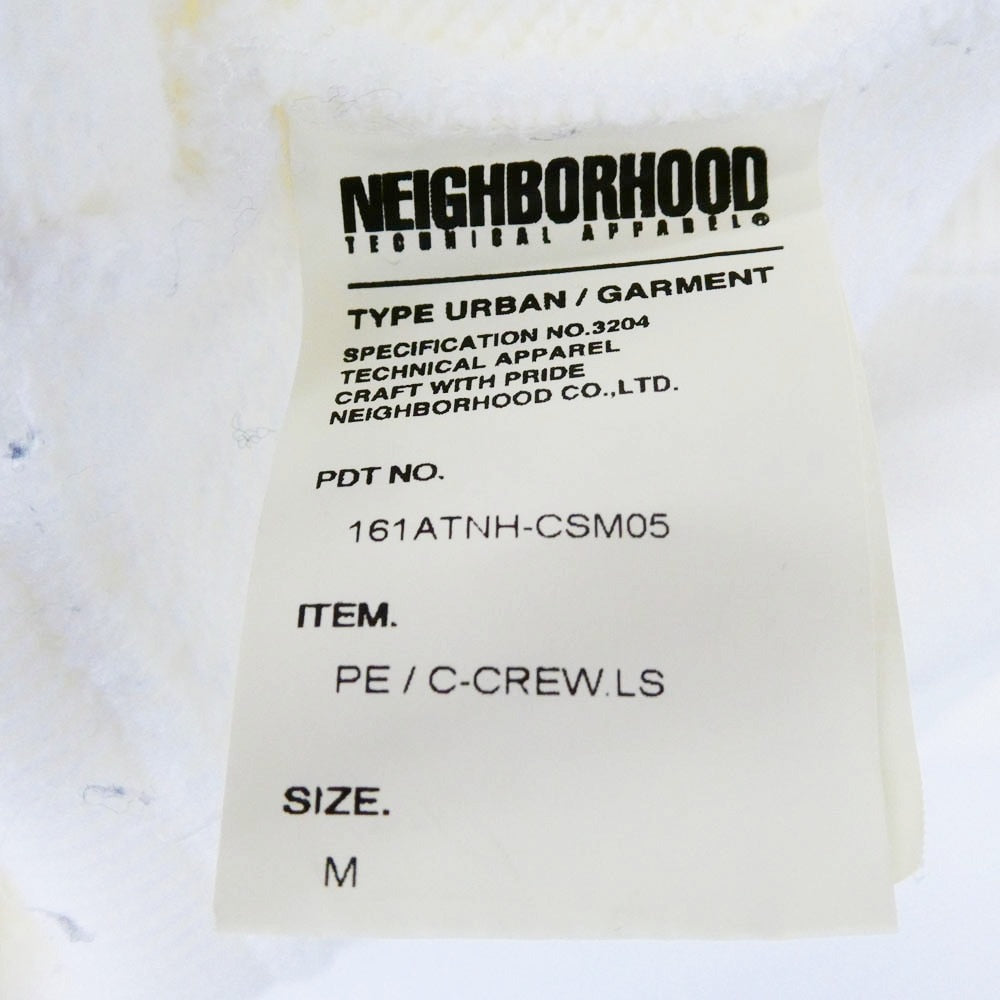 NEIGHBORHOOD
TECHNICAL APPAREL®
TYPE URBAN / GARMENT
SPECIFICATION NO.3204
TECHNICAL APPAREL
CRAFT WITH PRIDE
NEIGHBORHOOD CO.,LTD.
PDT NO.
161ATNH-CSM05
ITEM.
PE / C-CREW.LS
SIZE.
M